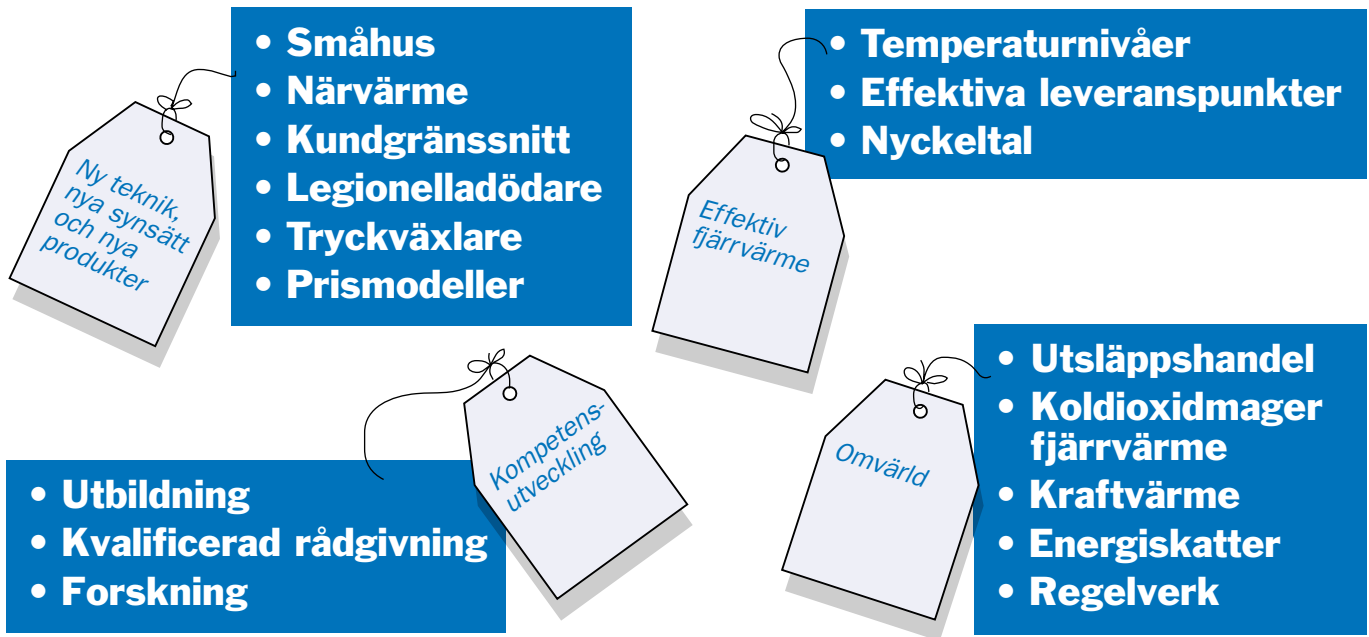 Ny teknik,
nya synsätt
och nya
produkter
• Småhus
• Närvärme
• Kundgränssnitt
• Legionelladödare
• Tryckväxlare
• Prismodeller
Effektiv
fjärrvärme
• Temperaturnivåer
• Effektiva leveranspunkter
• Nyckeltal
Kompetens-
utveckling
• Utbildning
• Kvalificerad rådgivning
• Forskning
Omvärld
• Utsläppshandel
• Koldioxidmager
fjärrvärme
• Kraftvärme
• Energiskatter
• Regelverk